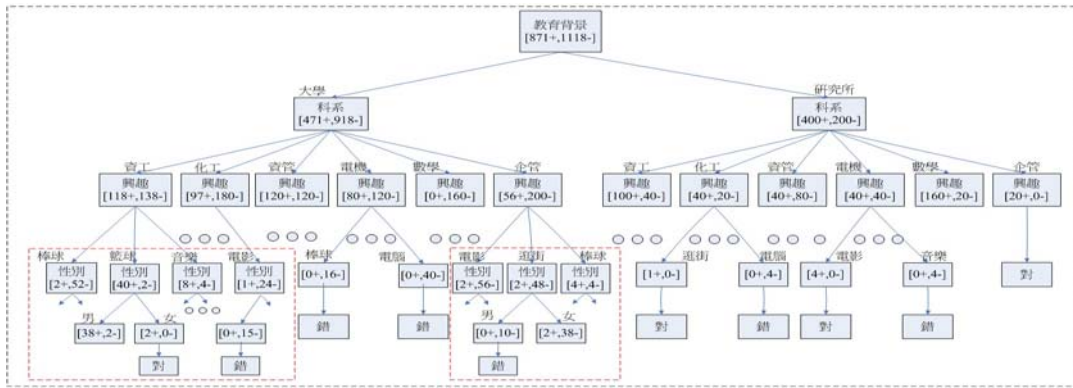 教育背景
[871+,1118-]
大學
研究所
科系
[471+,918-]
科系
[400+,200-]
資工
化工
資管
電機
數學
企管
資工
化工
資管
電機
數學
企管
興趣
[118+,138-]
興趣
[97+,180-]
興趣
[120+,120-]
興趣
[80+,120-]
興趣
[0+,160-]
興趣
[56+,200-]
興趣
[100+,40-]
興趣
[40+,20-]
興趣
[40+,80-]
興趣
[40+,40-]
興趣
[160+,20-]
興趣
[20+,0-]
棒球
籃球
音樂
電影
棒球
電腦
電影
逛街
棒球
逛街
電腦
電影
音樂
性別
[2+,52-]
性別
[40+,2-]
性別
[8+,4-]
性別
[1+,24-]
[0+,16-]
[0+,40-]
性別
[2+,56-]
性別
[2+,48-]
性別
[4+,4-]
[1+,0-]
[0+,4-]
[4+,0-]
[0+,4-]
對
男
女
[38+,2-]
[2+,0-]
[0+,15-]
錯
錯
男
女
[0+,10-]
[2+,38-]
對
錯
對
錯
對
錯
錯